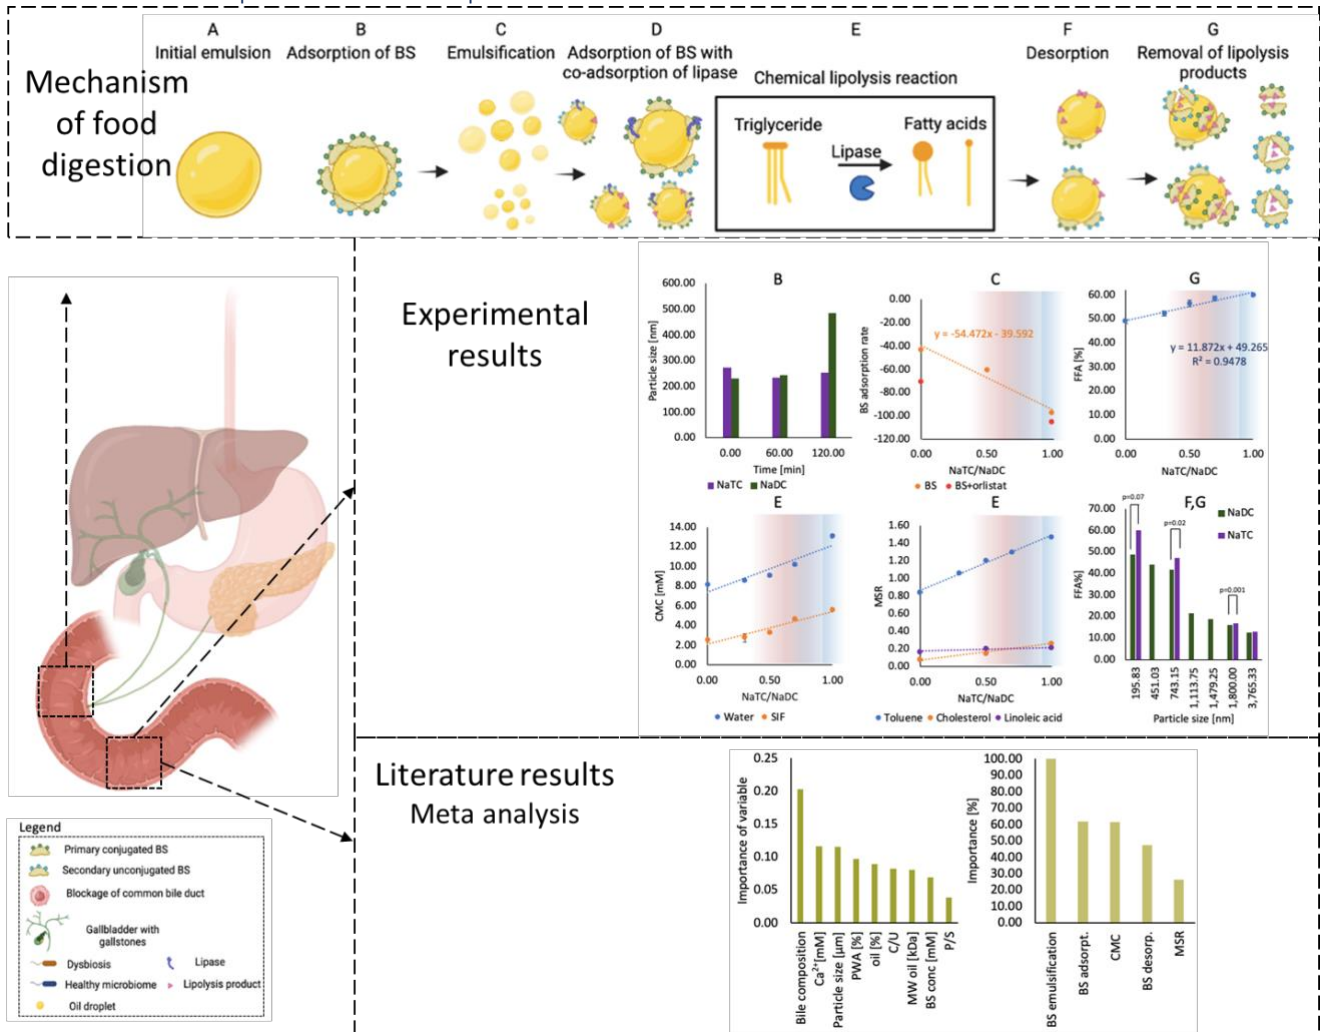 A
Initial emulsion
B
Adsorption of BS
C
Emulsification
D
Adsorption of BS with
co-adsorption of lipase
E
Chemical lipolysis reaction
F
Desorption
G
Removal of lipolysis
products
Mechanism
of food
digestion
Triglyceride
Lipase
Fatty acids
Experimental
results
B
Particle size [nm]
600.00
500.00
400.00
300.00
200.00
100.00
0.00
0.00 60.00 120.00
Time [min]
NaTC NaDC
C
BS adsorption rate
0.00
-20.00
-40.00
-60.00
-80.00
-100.00
-120.00
y = -54.472x - 39.592
0.00 0.50 1.00
NaTC/NaDC
BS BS+orlistat
G
FFA [%]
60.00
50.00
40.00
30.00
20.00
10.00
0.00
y = 11.872x + 49.265
R² = 0.9478
0.00 0.50 1.00
NaTC/NaDC
E
CMC [mM]
14.00
12.00
10.00
8.00
6.00
4.00
2.00
0.00
0.00 0.50 1.00
NaTC/NaDC
Water SIF
E
MSR
1.60
1.40
1.20
1.00
0.80
0.60
0.40
0.20
0.00
0.00 0.50 1.00
NaTC/NaDC
Toluene Cholesterol Linoleic acid
F,G
FFA%]
70.00
60.00
50.00
40.00
30.00
20.00
10.00
0.00
p=0.07
p=0.02
p=0.001
NaDC
NaTC
195.83
451.03
743.15
1,113.75
1,479.25
1,800.00
3,765.33
Particle size [nm]
Literature results
Meta analysis
Importance of variable
0.25
0.20
0.15
0.10
0.05
0.00
Bile composition
Ca²⁺[mM]
Particle size [µm]
PWA [%]
oil [%]
C/U
MW oil [kDa]
BS conc [mM]
P/S
Importance [%]
100.00
90.00
80.00
70.00
60.00
50.00
40.00
30.00
20.00
10.00
0.00
BS emulsification
BS adsorpt.
CMC
BS desorp.
MSR
Legend
Primary conjugated BS
Secondary unconjugated BS
Blockage of common bile duct
Gallbladder with
gallstones
Dysbiosis
Lipase
Healthy microbiome
Lipolysis product
Oil droplet